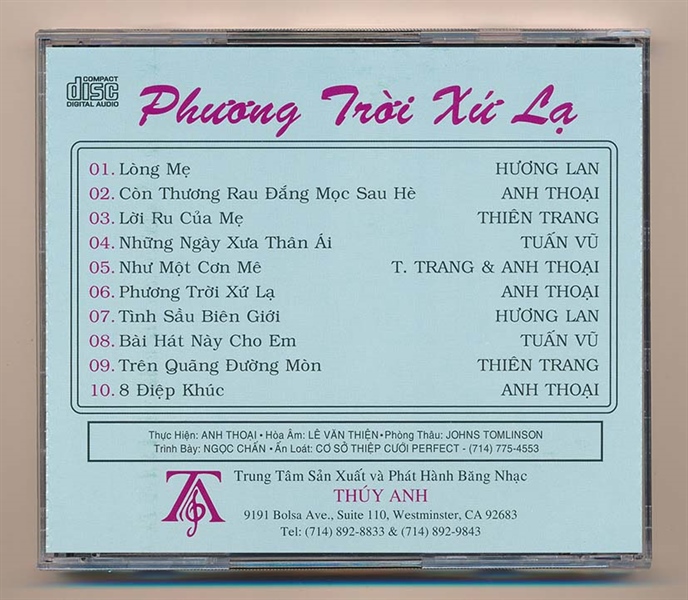 COMPACT
disc
DIGITAL AUDIO
Phương Trời Xứ Lạ
01. Lòng Mẹ HƯƠNG LAN
02. Còn Thương Rau Đắng Mọc Sau Hè ANH THOẠI
03. Lời Ru Của Mẹ THIÊN TRANG
04. Những Ngày Xưa Thân Ái TUẤN VŨ
05. Như Một Cơn Mê T. TRANG & ANH THOẠI
06. Phương Trời Xứ Lạ ANH THOẠI
07. Tình Sầu Biên Giới HƯƠNG LAN
08. Bài Hát Này Cho Em TUẤN VŨ
09. Trên Quãng Đường Mòn THIÊN TRANG
10. 8 Điệp Khúc ANH THOẠI
Thực Hiện: ANH THOẠI • Hòa Âm: LÊ VĂN THIỆN • Phòng Thâu: JOHNS TOMLINSON
Trình Bày: NGỌC CHẤN • Ấn Loát: CƠ SỞ THIỆP CƯỚI PERFECT - (714) 775-4553
TA
Trung Tâm Sản Xuất và Phát Hành Băng Nhạc
THÚY ANH
9191 Bolsa Ave., Suite 110, Westminster, CA 92683
Tel: (714) 892-8833 & (714) 892-9843